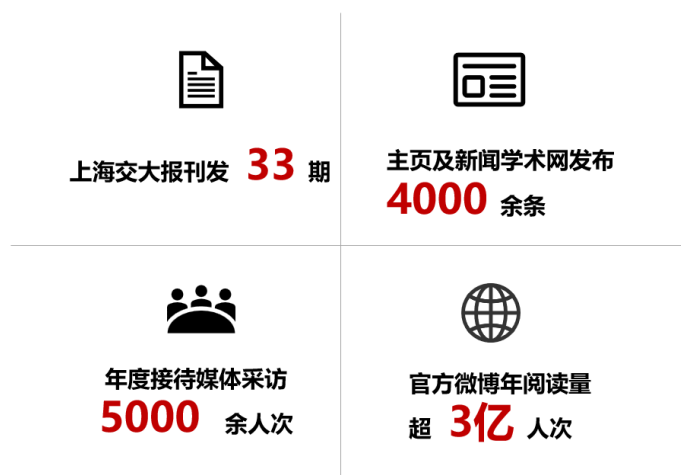 上海交大报刊发 33 期
主页及新闻学术网发布
4000 余条
年度接待媒体采访
5000 余人次
官方微博年阅读量
超 3亿 人次